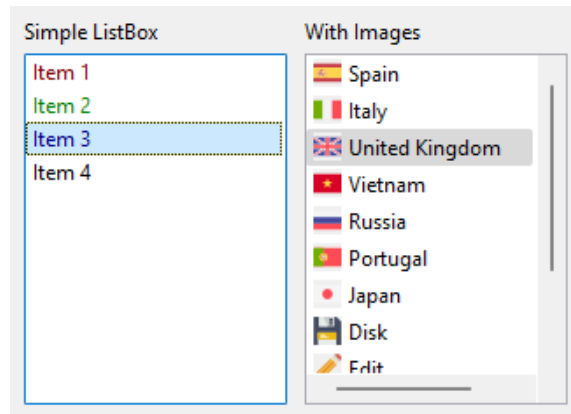 Simple ListBox
Item 1
Item 2
Item 3
Item 4
With Images
Spain
Italy
United Kingdom
Vietnam
Russia
Portugal
Japan
Disk
Edit